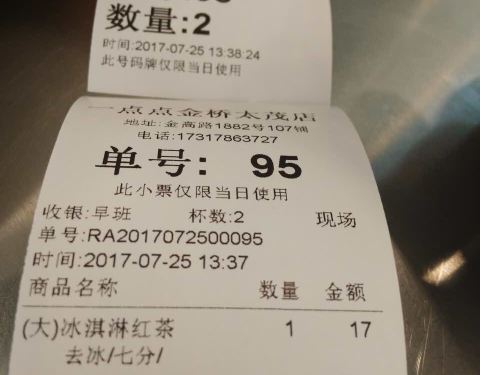 数量:2
时间:2017-07-25 13:38:24
此号码牌仅限当日使用
一点点金桥太茂店
地址:金高路1882号107铺
电话:17317863727
单号: 95
此小票仅限当日使用
收银:早班 杯数:2 现场
单号:RA2017072500095
时间:2017-07-25 13:37
商品名称 数量 金额
(大)冰淇淋红茶 1 17
去冰/七分/